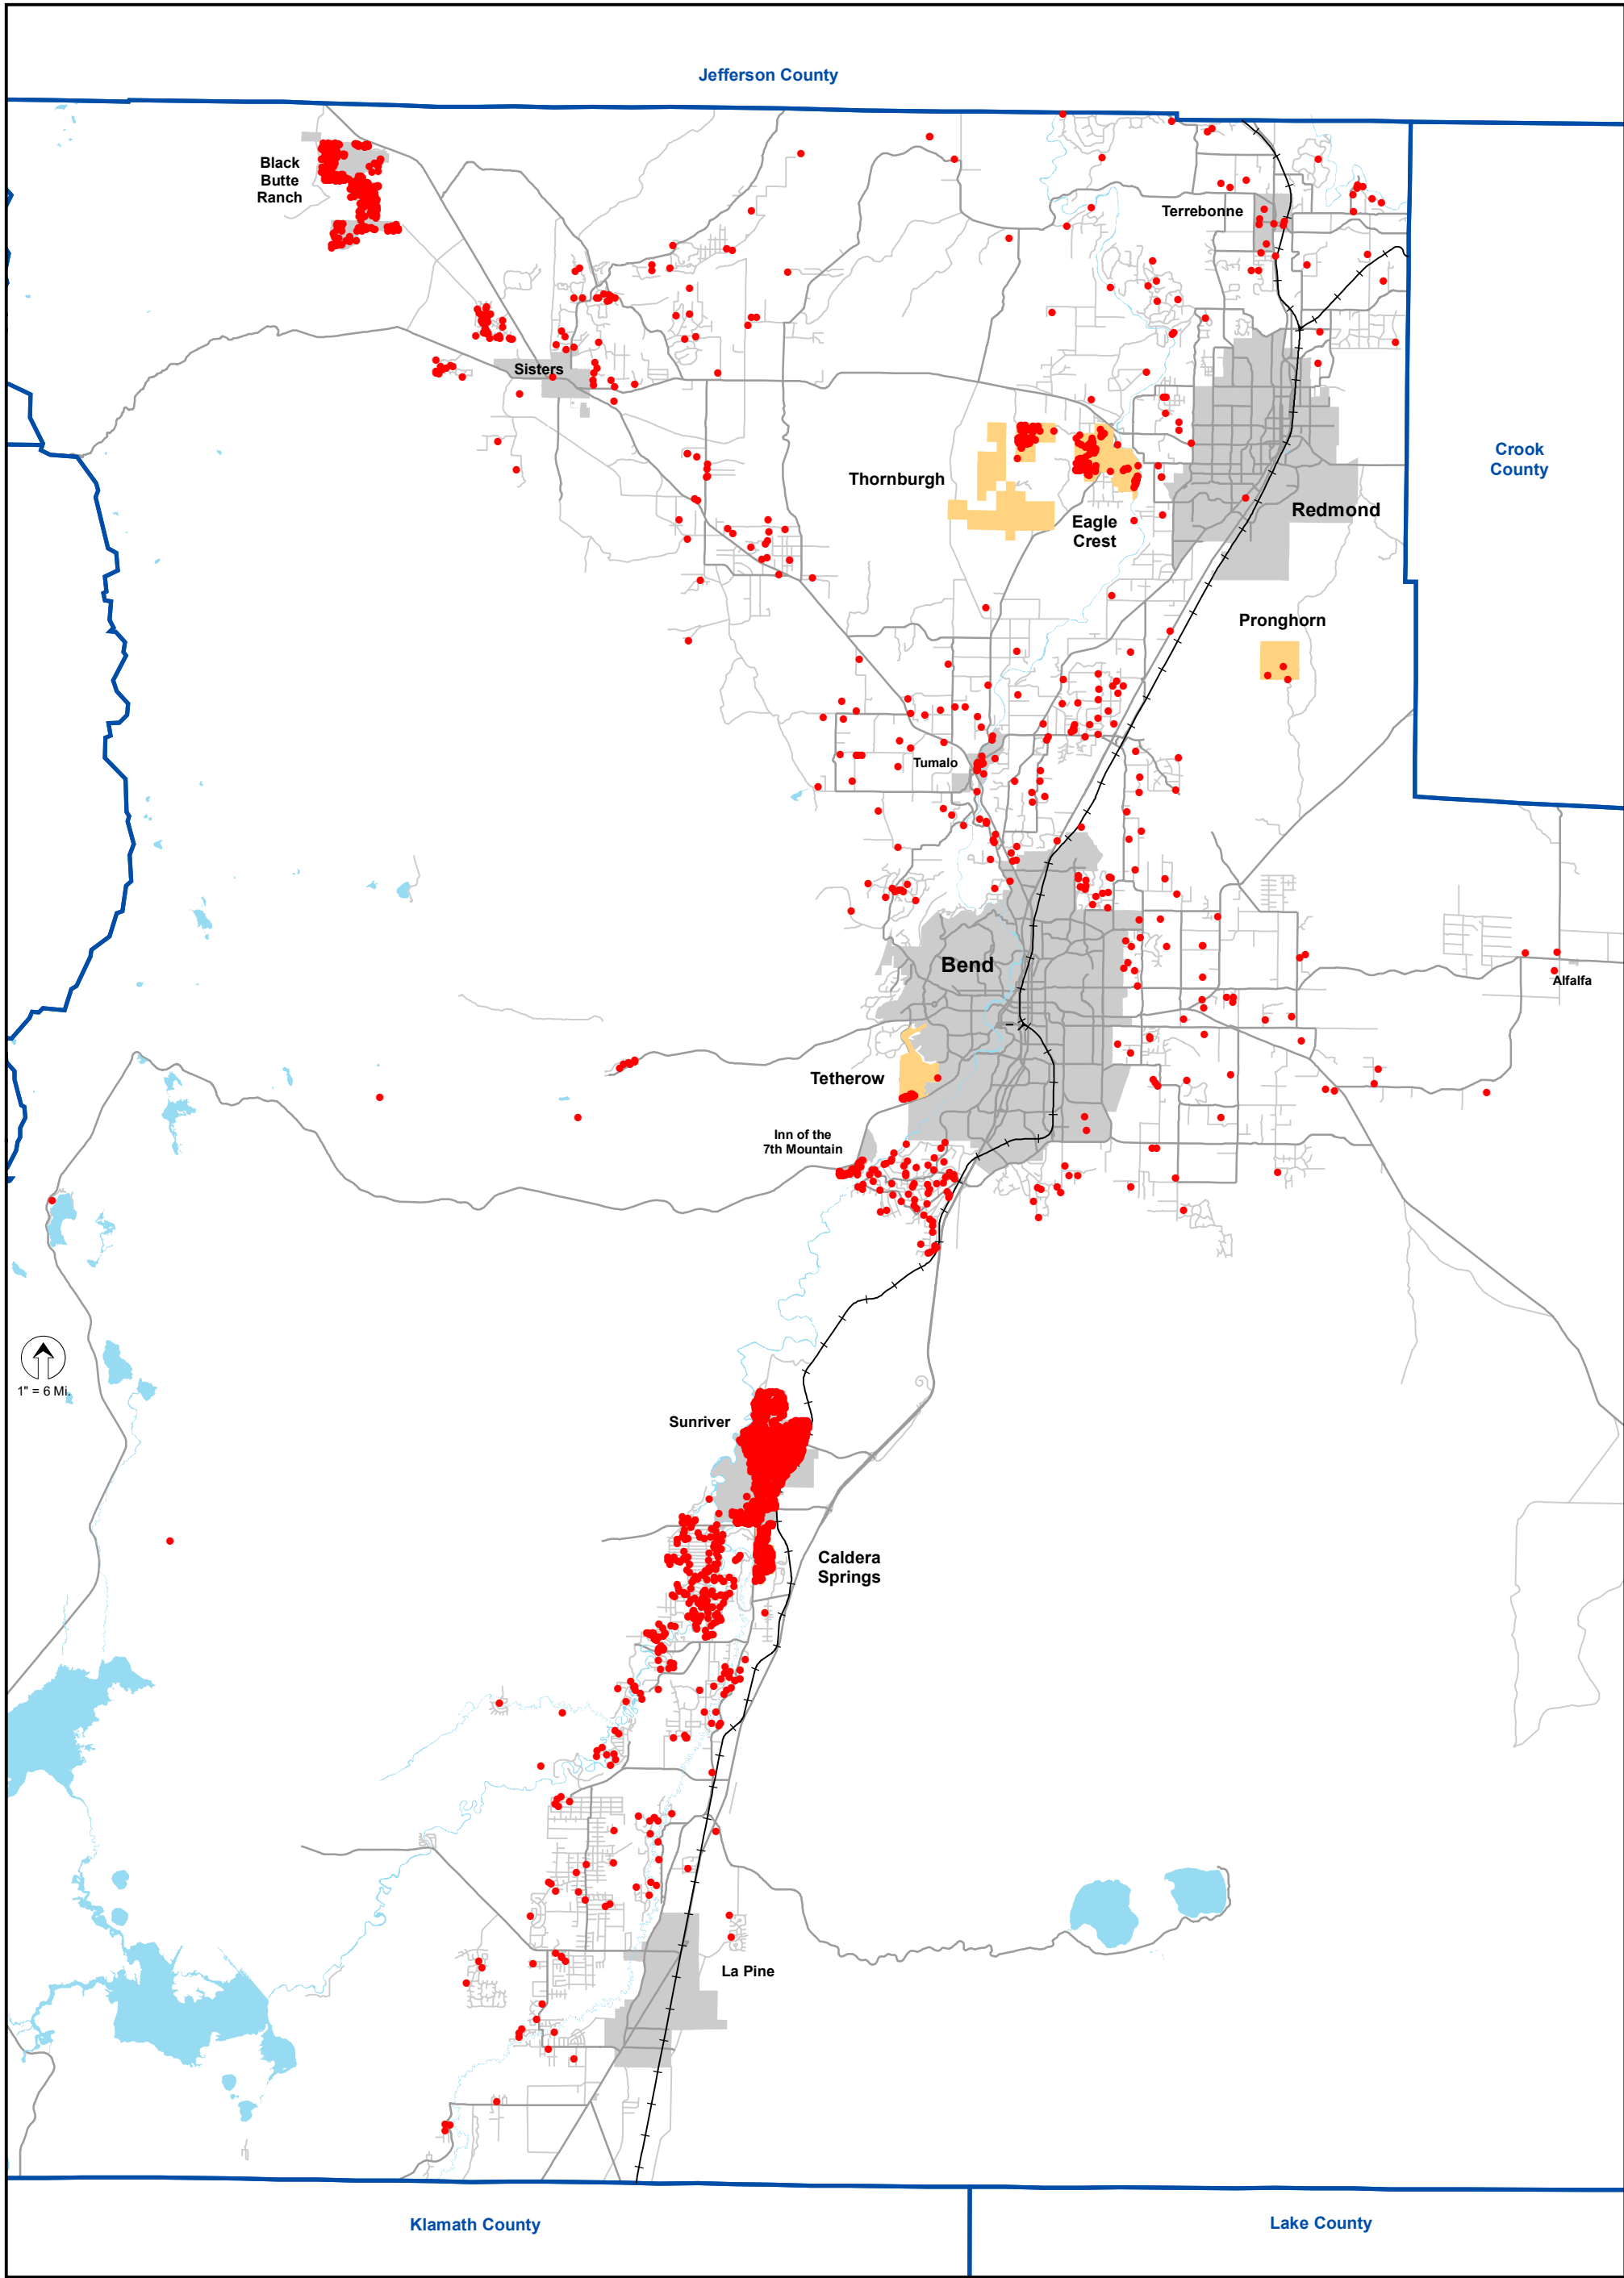 Jefferson County
Black
Butte
Ranch
Terrebonne
Sisters
Crook
County
Thornburgh
Redmond
Eagle
Crest
Pronghorn
Tumalo
Bend
Alfalfa
Tetherow
Inn of the
7th Mountain
1" = 6 Mi.
Sunriver
Caldera
Springs
La Pine
Klamath County
Lake County